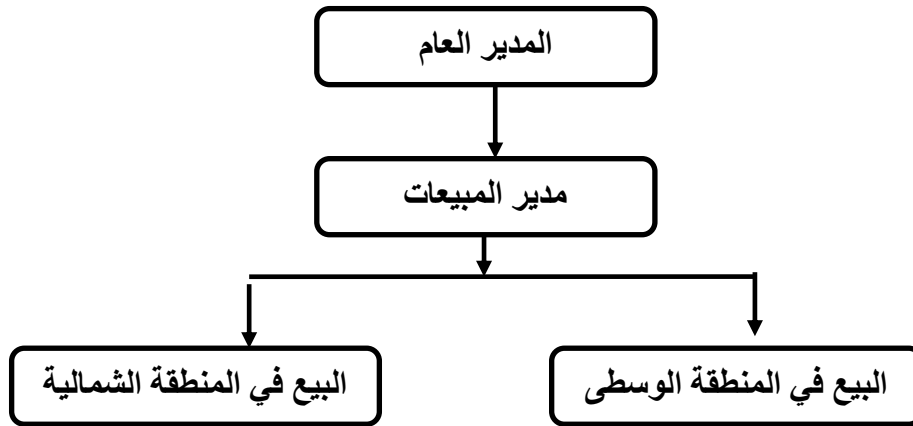 المدير العام
مدير المبيعات
البيع في المنطقة الوسطى
البيع في المنطقة الشمالية